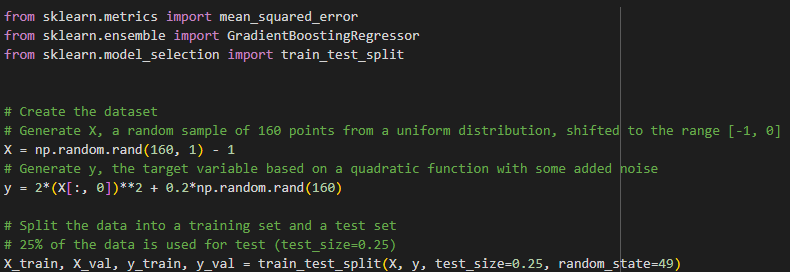 from sklearn.metrics import mean_squared_error
from sklearn.ensemble import GradientBoostingRegressor
from sklearn.model_selection import train_test_split
# Create the dataset
# Generate X, a random sample of 160 points from a uniform distribution, shifted to the range [-1, 0]
X = np.random.rand(160, 1) - 1
# Generate y, the target variable based on a quadratic function with some added noise
y = 2*(X[:, 0])**2 + 0.2*np.random.rand(160)
# Split the data into a training set and a test set
# 25% of the data is used for test (test_size=0.25)
X_train, X_val, y_train, y_val = train_test_split(X, y, test_size=0.25, random_state=49)